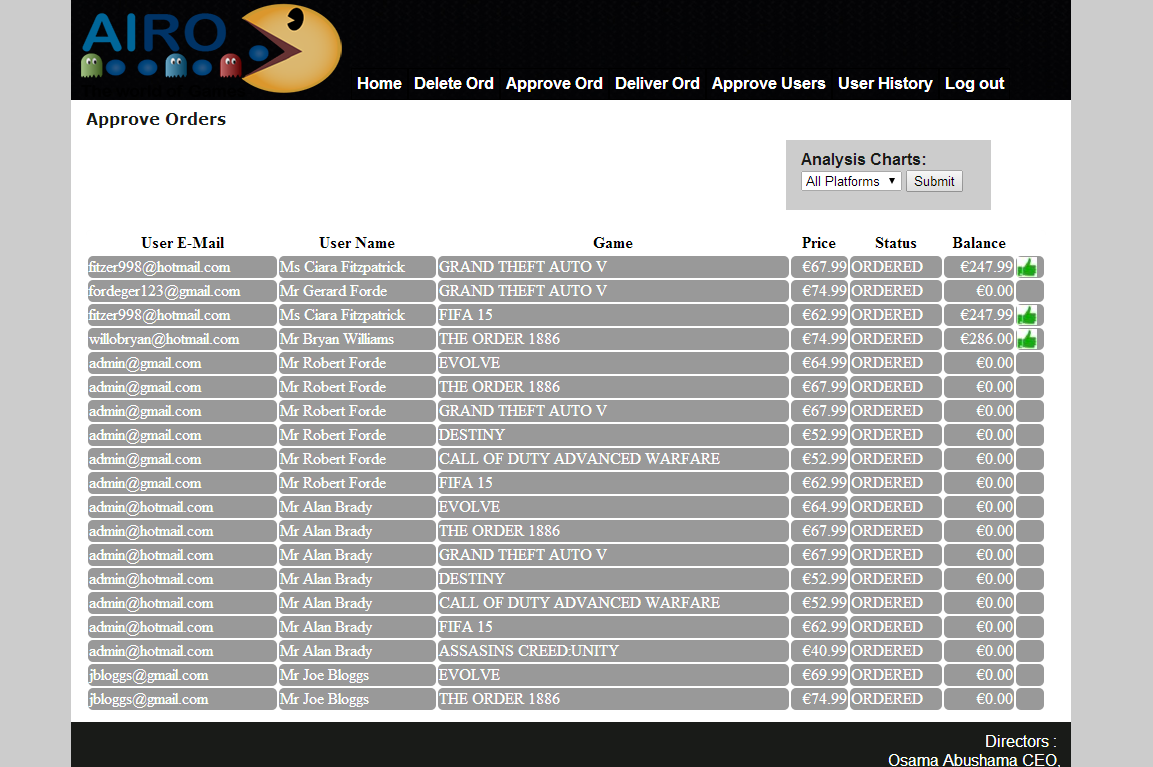 AIRO
Home Delete Ord Approve Ord Deliver Ord Approve Users User History Log out
Approve Orders
Analysis Charts:
All Platforms Submit
User E-Mail User Name Game Price Status Balance
fitzer998@hotmail.com Ms Ciara Fitzpatrick GRAND THEFT AUTO V €67.99 ORDERED €247.99
fordeger123@gmail.com Mr Gerard Forde GRAND THEFT AUTO V €74.99 ORDERED €0.00
fitzer998@hotmail.com Ms Ciara Fitzpatrick FIFA 15 €62.99 ORDERED €247.99
willobryan@hotmail.com Mr Bryan Williams THE ORDER 1886 €74.99 ORDERED €286.00
admin@gmail.com Mr Robert Forde EVOLVE €64.99 ORDERED €0.00
admin@gmail.com Mr Robert Forde THE ORDER 1886 €67.99 ORDERED €0.00
admin@gmail.com Mr Robert Forde GRAND THEFT AUTO V €67.99 ORDERED €0.00
admin@gmail.com Mr Robert Forde DESTINY €52.99 ORDERED €0.00
admin@gmail.com Mr Robert Forde CALL OF DUTY ADVANCED WARFARE €52.99 ORDERED €0.00
admin@gmail.com Mr Robert Forde FIFA 15 €62.99 ORDERED €0.00
admin@hotmail.com Mr Alan Brady EVOLVE €64.99 ORDERED €0.00
admin@hotmail.com Mr Alan Brady THE ORDER 1886 €67.99 ORDERED €0.00
admin@hotmail.com Mr Alan Brady GRAND THEFT AUTO V €67.99 ORDERED €0.00
admin@hotmail.com Mr Alan Brady DESTINY €52.99 ORDERED €0.00
admin@hotmail.com Mr Alan Brady CALL OF DUTY ADVANCED WARFARE €52.99 ORDERED €0.00
admin@hotmail.com Mr Alan Brady FIFA 15 €62.99 ORDERED €0.00
admin@hotmail.com Mr Alan Brady ASSASINS CREED:UNITY €40.99 ORDERED €0.00
jbloggs@gmail.com Mr Joe Bloggs EVOLVE €69.99 ORDERED €0.00
jbloggs@gmail.com Mr Joe Bloggs THE ORDER 1886 €74.99 ORDERED €0.00
Directors :
Osama Abushama CEO,